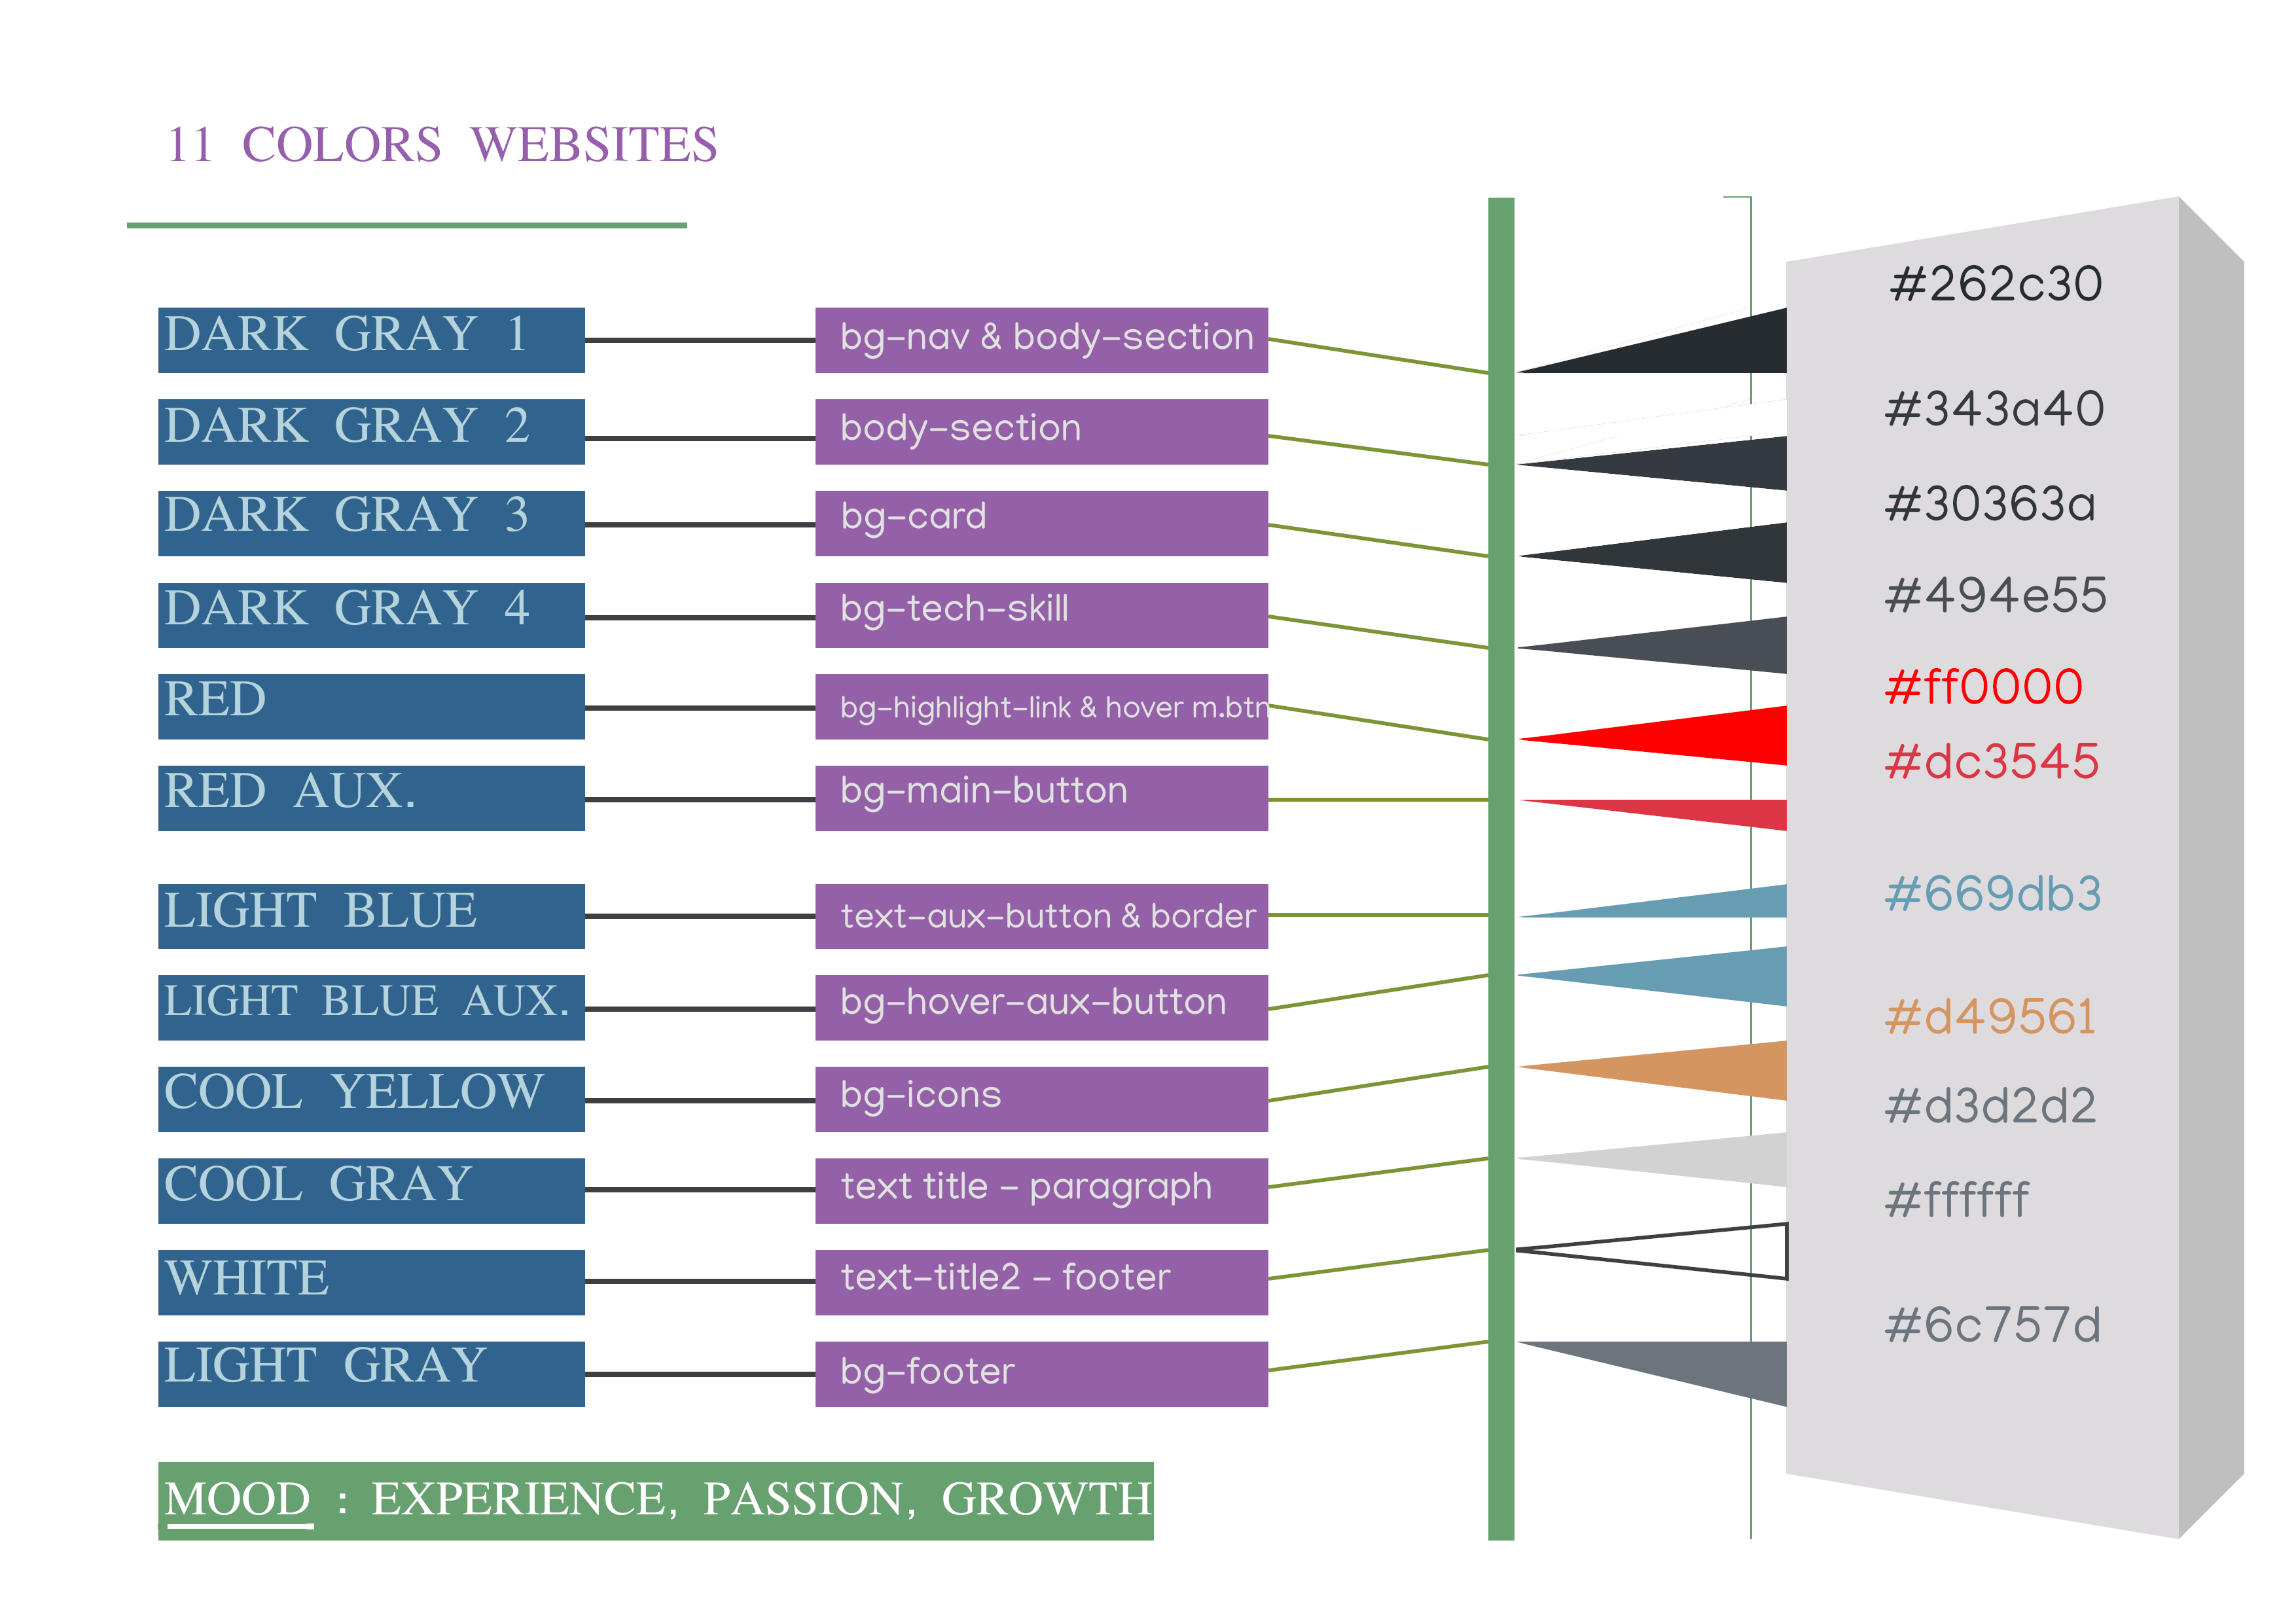 11 COLORS WEBSITES
DARK GRAY 1
bg-nav & body-section
#262c30
DARK GRAY 2
body-section
#343a40
DARK GRAY 3
bg-card
#30363a
DARK GRAY 4
bg-tech-skill
#494e55
RED
bg-highlight-link & hover m.btn
#ff0000
RED AUX.
bg-main-button
#dc3545
LIGHT BLUE
text-aux-button & border
#669db3
LIGHT BLUE AUX.
bg-hover-aux-button
COOL YELLOW
bg-icons
#d49561
COOL GRAY
text title - paragraph
#d3d2d2
WHITE
text-title2 - footer
#ffffff
LIGHT GRAY
bg-footer
#6c757d
MOOD : EXPERIENCE, PASSION, GROWTH